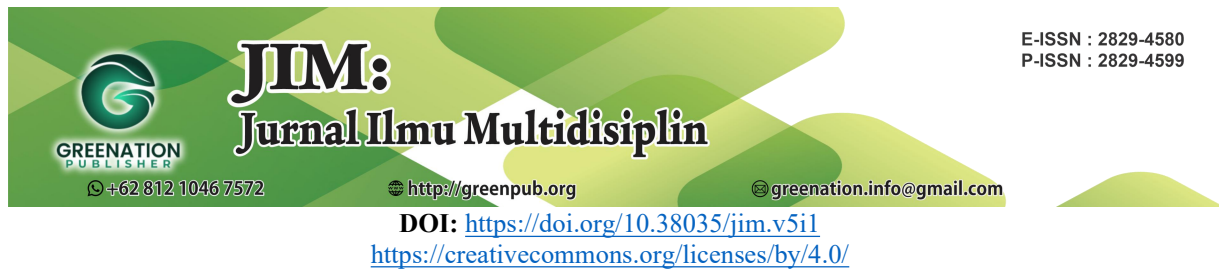 E-ISSN : 2829-4580
P-ISSN : 2829-4599
JIM:
Jurnal Ilmu Multidisiplin
GREENATION
PUBLISHER
+62 812 1046 7572 http://greenpub.org greenation.info@gmail.com
DOI: https://doi.org/10.38035/jim.v5i1
https://creativecommons.org/licenses/by/4.0/